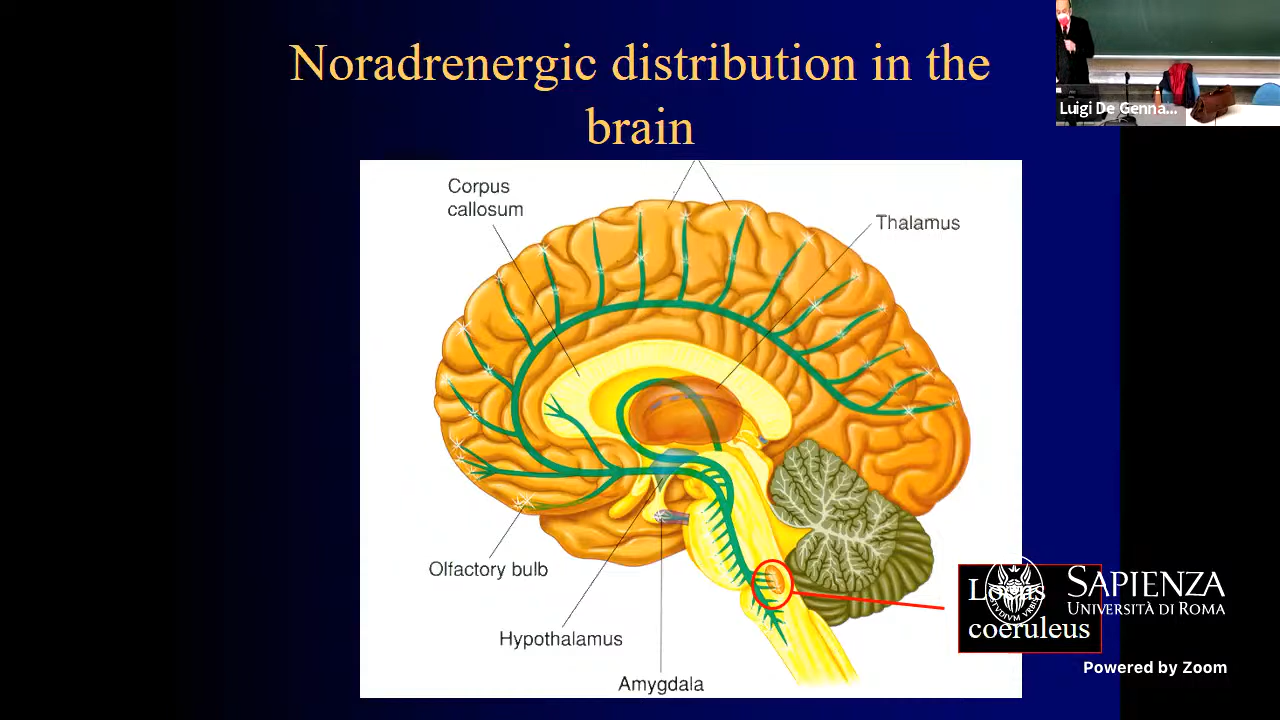 Noradrenergic distribution in the
brain
Luigi De Genna...
Corpus
callosum
Thalamus
Olfactory bulb
Hypothalamus
Amygdala
coeruleus
SAPIENZA
UNIVERSITÀ DI ROMA
Powered by Zoom